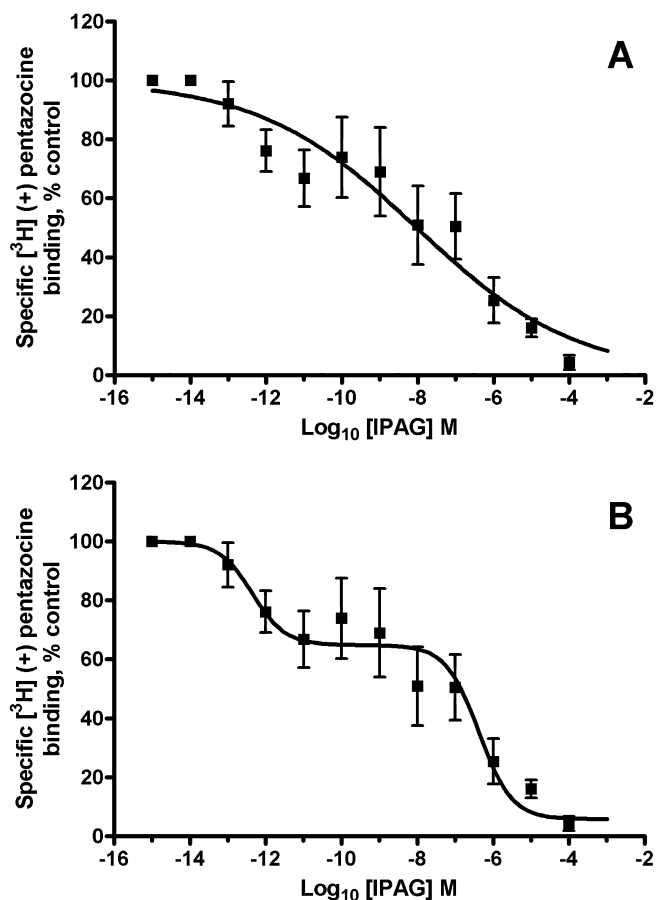 A
Specific [³H] (+) pentazocine
binding, % control
120
100
80
60
40
20
0
-16 -14 -12 -10 -8 -6 -4 -2
Log₁₀ [IPAG] M
B
Specific [³H] (+) pentazocine
binding, % control
120
100
80
60
40
20
0
-16 -14 -12 -10 -8 -6 -4 -2
Log₁₀ [IPAG] M